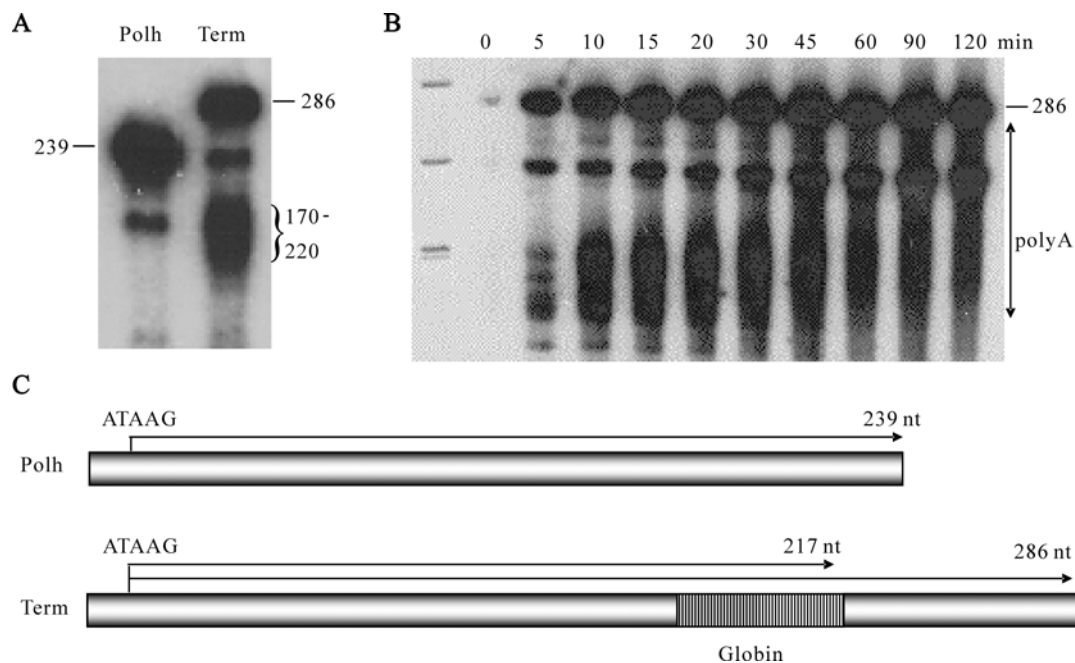 A
Polh Term
286
239
170-
220
B
0 5 10 15 20 30 45 60 90 120 min
286
polyA
C
ATAAG 239 nt
Polh
ATAAG 217 nt 286 nt
Term
Globin